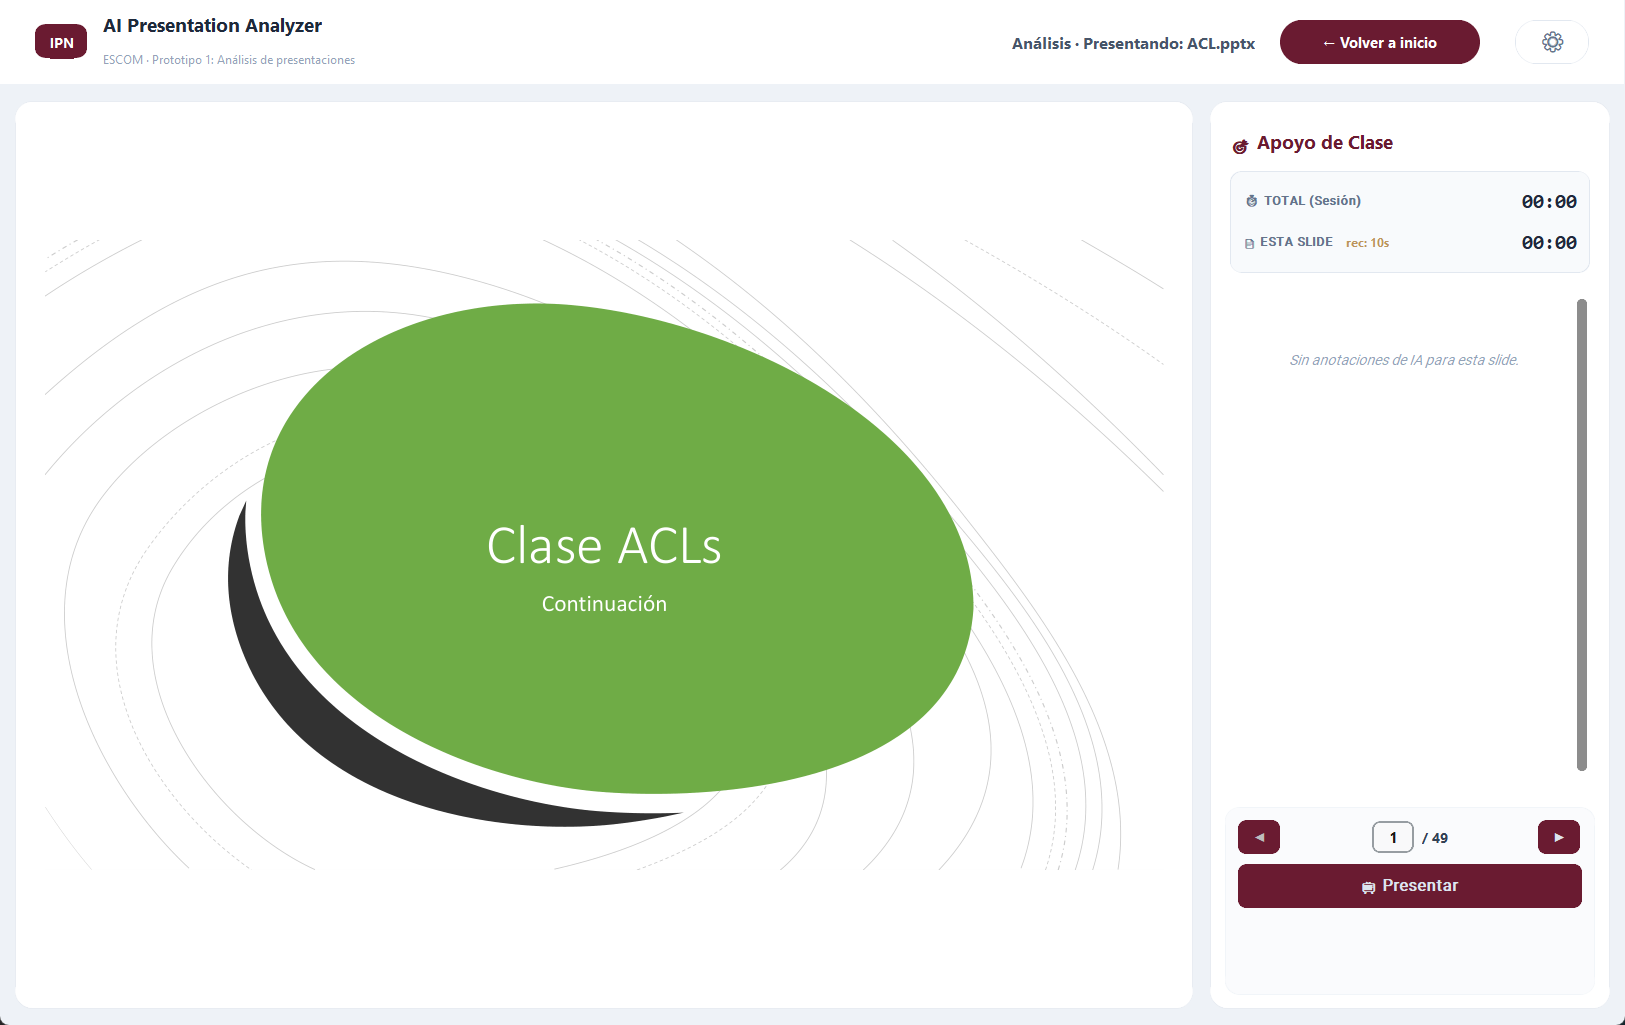 IPN
AI Presentation Analyzer
ESCOM · Prototipo 1: Análisis de presentaciones
Análisis · Presentando: ACL.pptx
← Volver a inicio
Clase ACLs
Continuación
Apoyo de Clase
TOTAL (Sesión) 00:00
ESTA SLIDE rec: 10s 00:00
Sin anotaciones de IA para esta slide.
◄ 1 / 49 ►
Presentar